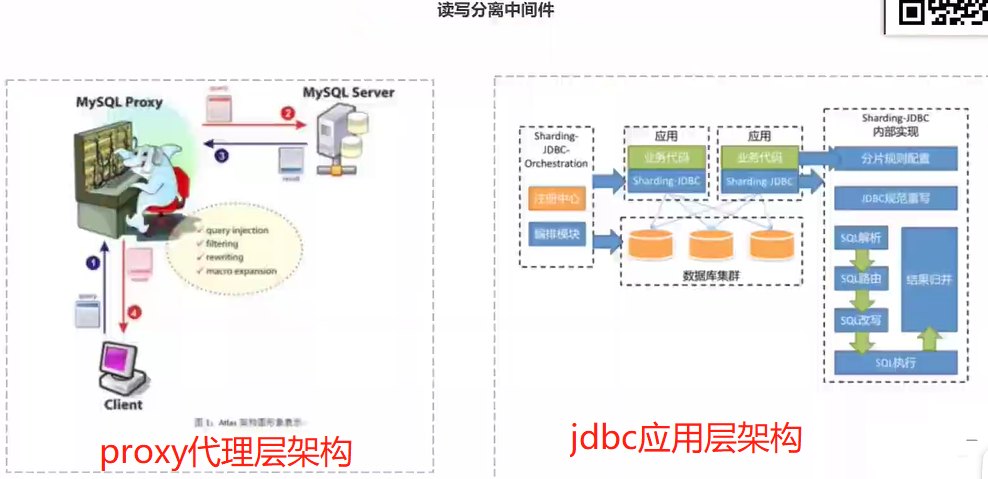 读写分离中间件
MySQL Proxy
query
MySQL Server
2
3
result
query injection
filtering
rewriting
macro expansion
1
query
4
Client
图 1: Atlas 架构图形象表示
proxy代理层架构
Sharding-
JDBC-
Orchestration
注册中心
编排模块
应用
业务代码
Sharding-JDBC
应用
业务代码
Sharding-JDBC
数据库集群
Sharding-JDBC
内部实现
分片规则配置
JDBC规范重写
SQL解析
SQL路由
SQL改写
结果归并
SQL执行
jdbc应用层架构